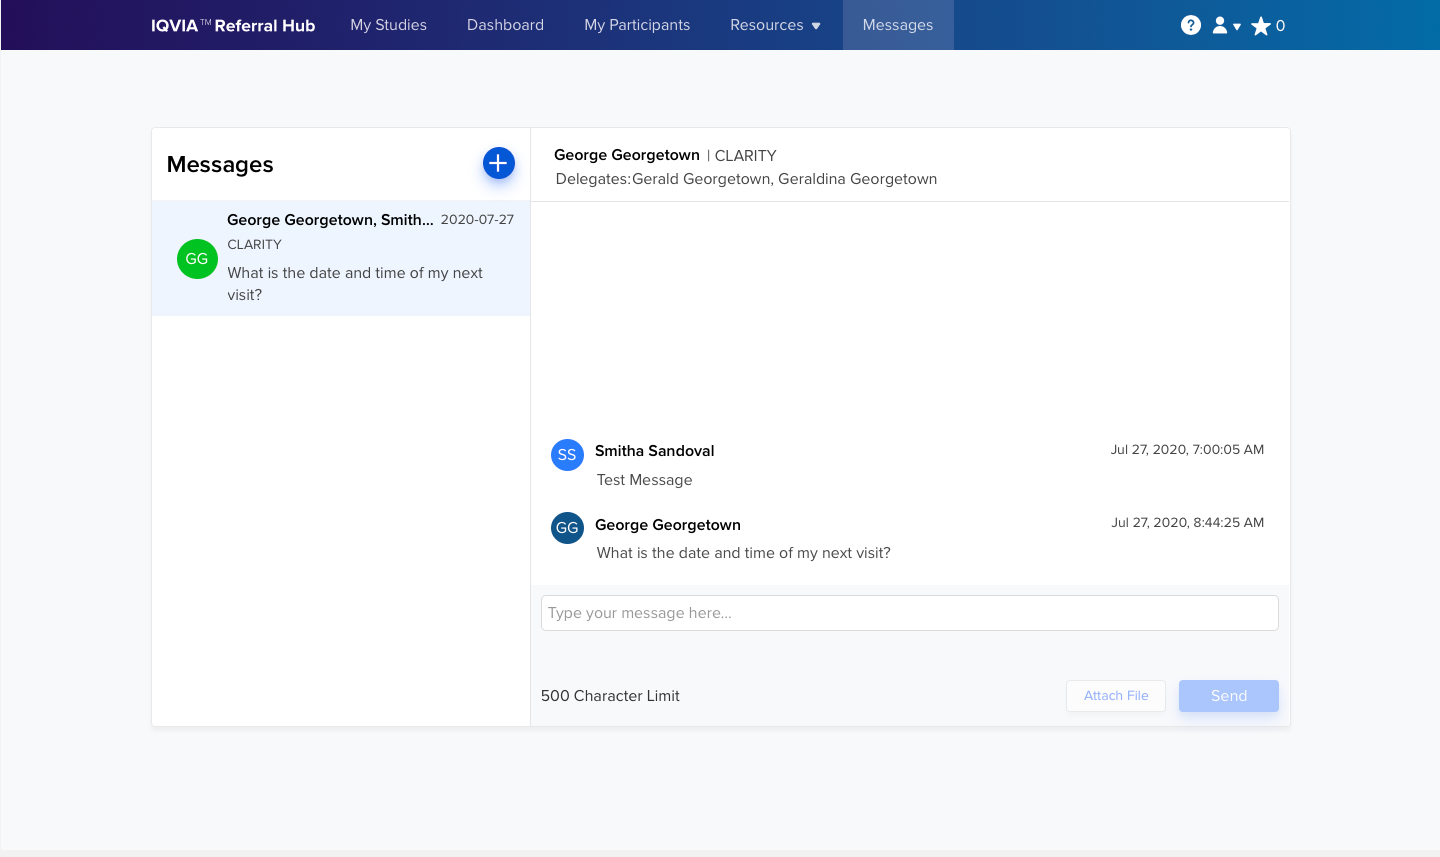 IQVIA™ Referral Hub
My Studies
Dashboard
My Participants
Resources
Messages
?
0
Messages
George Georgetown, Smith... 2020-07-27
CLARITY
GG
What is the date and time of my next
visit?
George Georgetown | CLARITY
Delegates:Gerald Georgetown, Geraldina Georgetown
SS
Smitha Sandoval
Jul 27, 2020, 7:00:05 AM
Test Message
GG
George Georgetown
Jul 27, 2020, 8:44:25 AM
What is the date and time of my next visit?
Type your message here...
500 Character Limit
Attach File
Send